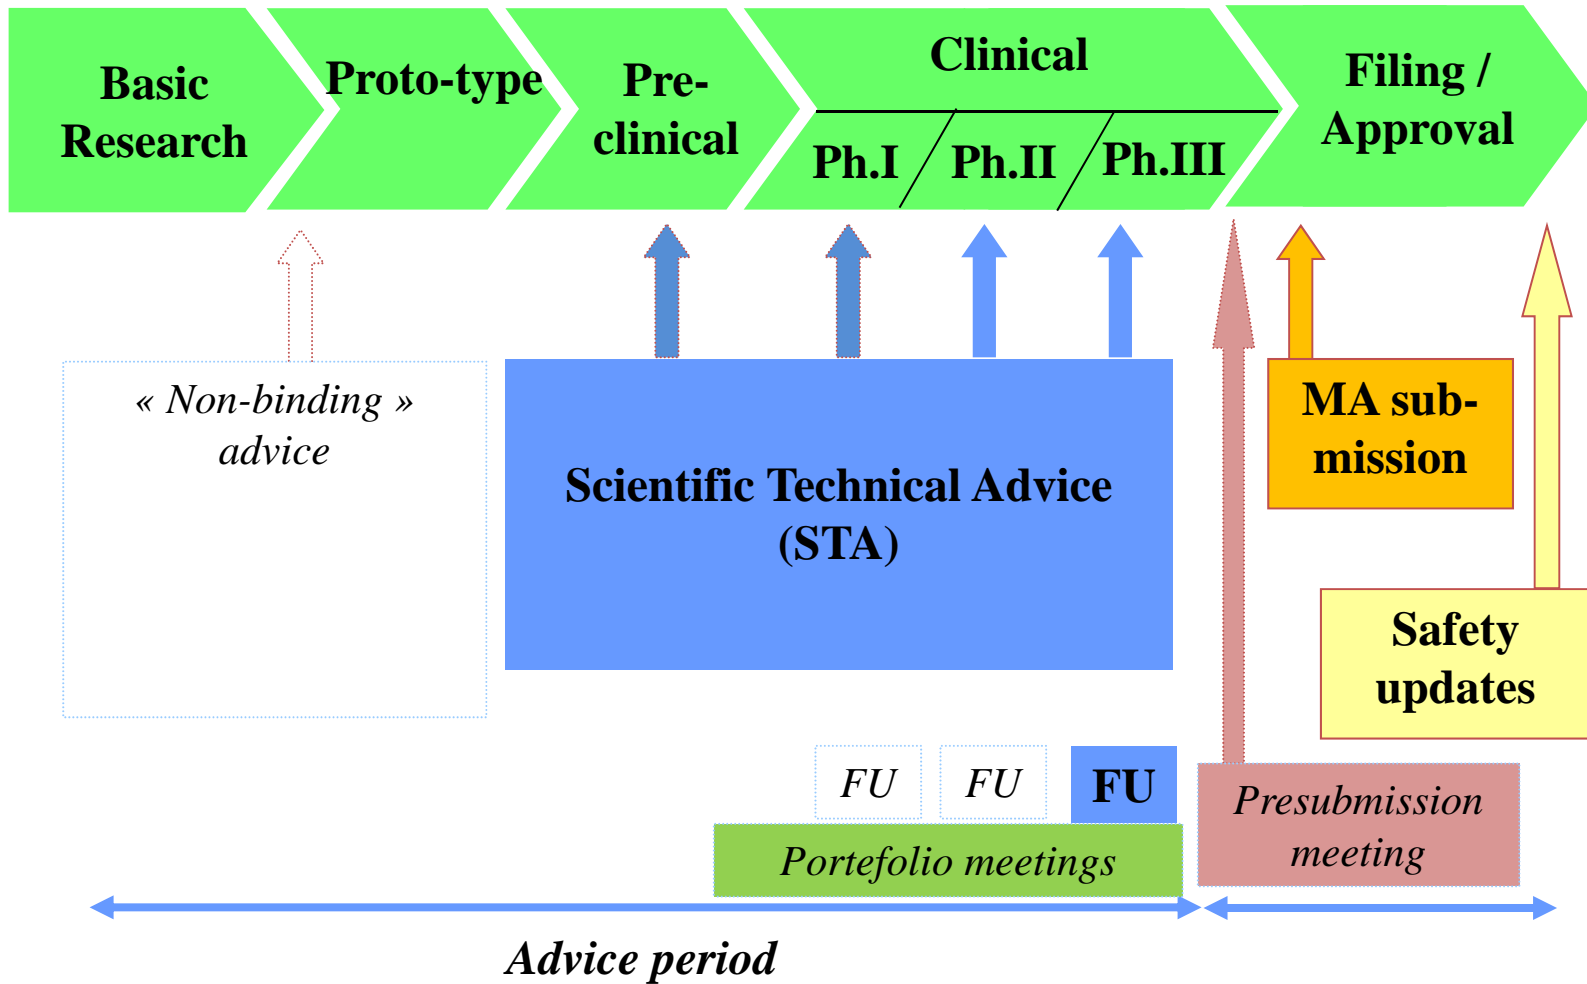 Basic
Research
Proto-type
Pre-
clinical
Clinical
Ph.I
Ph.II
Ph.III
Filing /
Approval
« Non-binding »
advice
Scientific Technical Advice
(STA)
MA sub-
mission
Safety
updates
FU
FU
FU
Portefolio meetings
Presubmission
meeting
Advice period